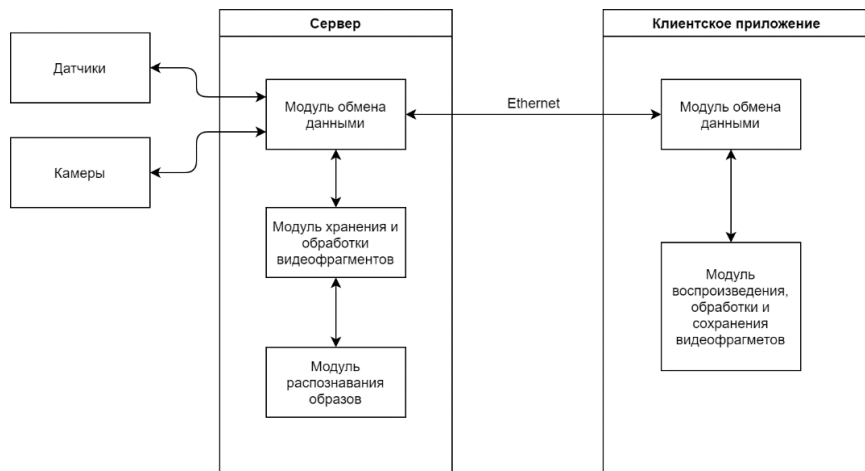 Сервер
Клиентское приложение
Датчики
Камеры
Модуль обмена
данными
Ethernet
Модуль обмена
данными
Модуль хранения и
обработки
видеофрагментов
Модуль
воспроизведения,
обработки и
сохранения
видеофрагметов
Модуль
распознавания
образов